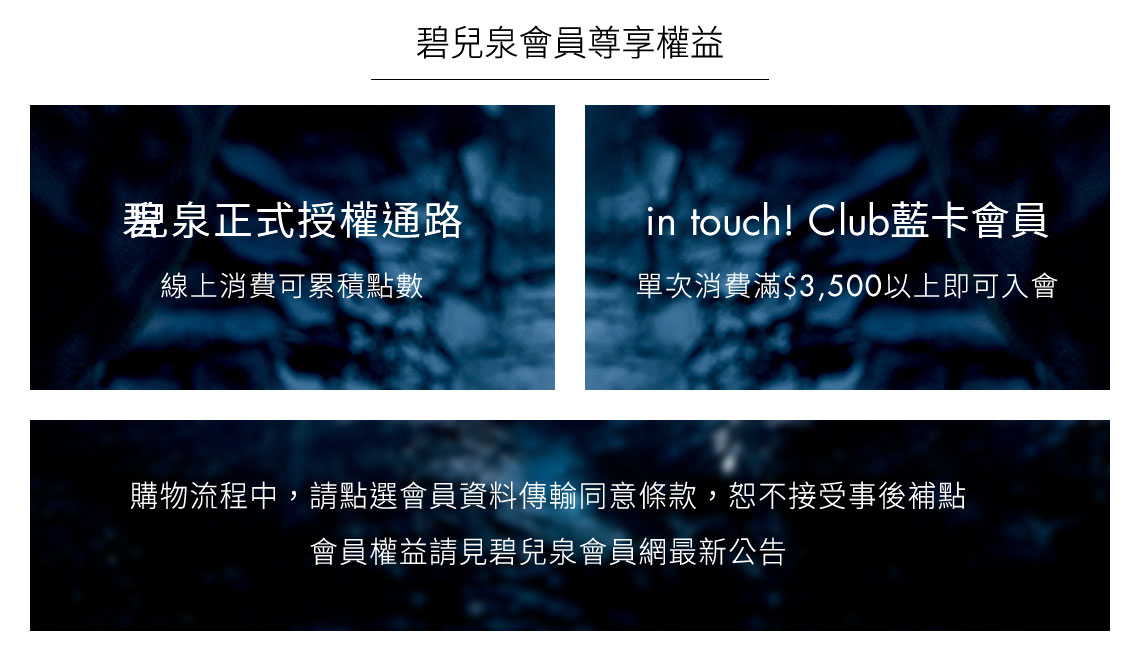 碧兒泉會員尊享權益
碧兒泉正式授權通路
線上消費可累積點數
in touch! Club藍卡會員
單次消費滿$3,500以上即可入會
購物流程中，請點選會員資料傳輸同意條款，恕不接受事後補點
會員權益請見碧兒泉會員網最新公告